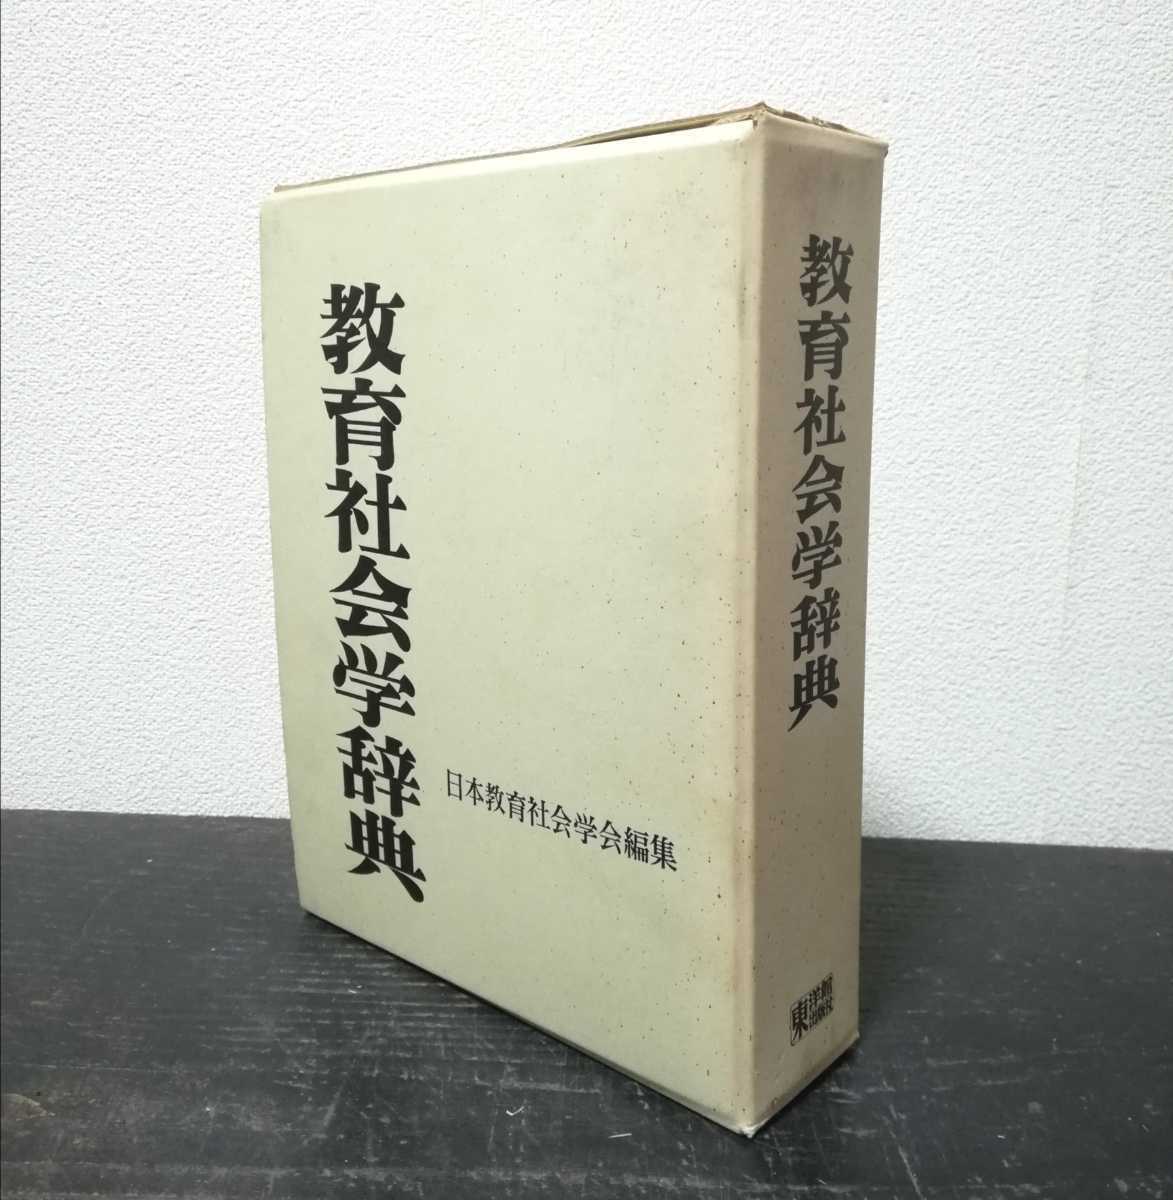 教育社会学辞典
日本教育社会学会編集
教育社会学辞典
東洋館
出版社